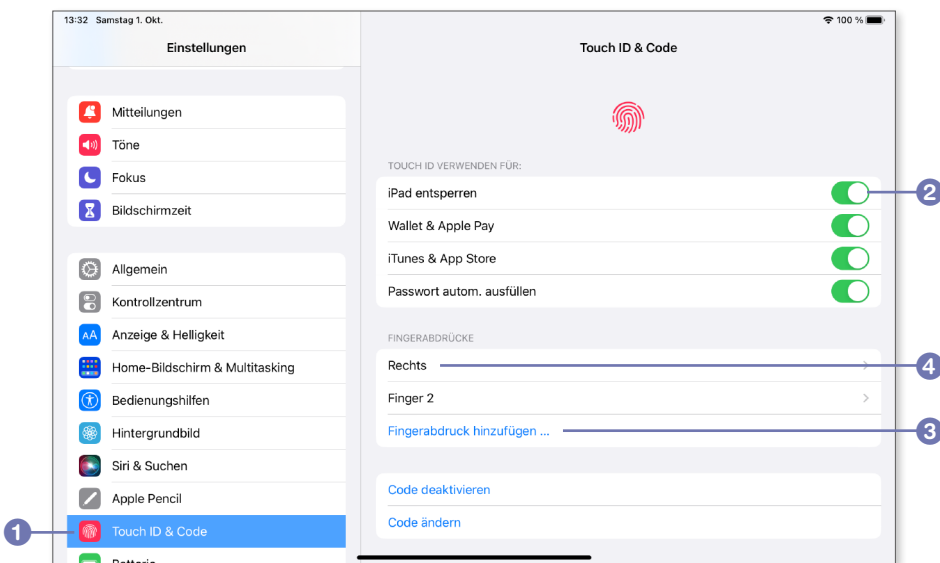 13:32 Samstag 1. Okt.
100 %
Einstellungen
Mitteilungen
Töne
Fokus
Bildschirmzeit
Allgemein
Kontrollzentrum
AA Anzeige & Helligkeit
Home-Bildschirm & Multitasking
Bedienungshilfen
Hintergrundbild
Siri & Suchen
Apple Pencil
1 Touch ID & Code
Batterie
Touch ID & Code
TOUCH ID VERWENDEN FÜR:
iPad entsperren 2
Wallet & Apple Pay
iTunes & App Store
Passwort autom. ausfüllen
FINGERABDRÜCKE
Rechts 4
Finger 2
Fingerabdruck hinzufügen ... 3
Code deaktivieren
Code ändern